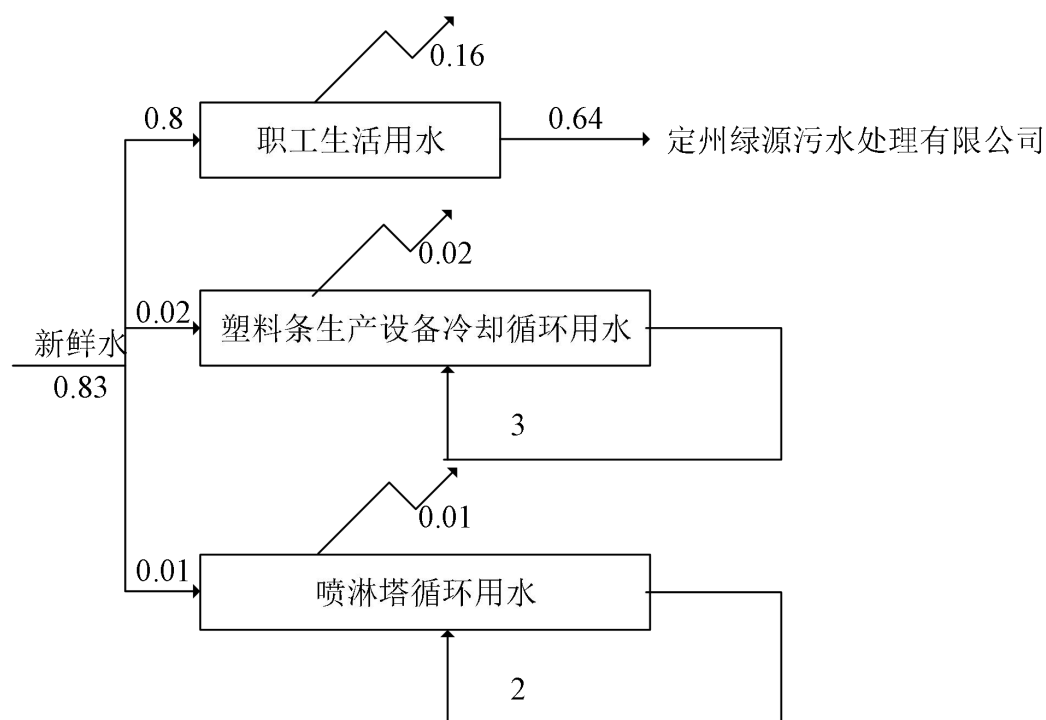 0.16
0.8
职工生活用水
0.64
定州绿源污水处理有限公司
0.02
0.02
塑料条生产设备冷却循环用水
新鲜水
0.83
3
0.01
0.01
喷淋塔循环用水
2